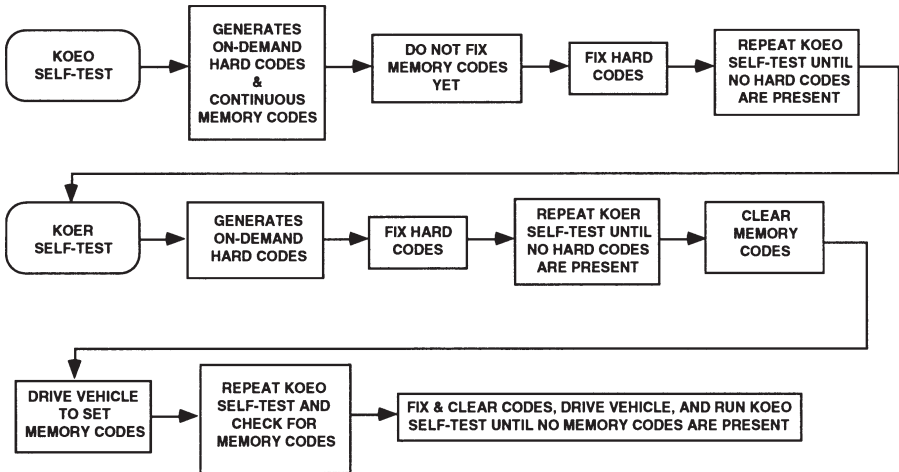 KOEO
SELF-TEST
GENERATES
ON-DEMAND
HARD CODES
&
CONTINUOUS
MEMORY CODES
DO NOT FIX
MEMORY CODES
YET
FIX HARD
CODES
REPEAT KOEO
SELF-TEST UNTIL
NO HARD CODES
ARE PRESENT
KOER
SELF-TEST
GENERATES
ON-DEMAND
HARD CODES
FIX HARD
CODES
REPEAT KOER
SELF-TEST UNTIL
NO HARD CODES
ARE PRESENT
CLEAR
MEMORY
CODES
DRIVE VEHICLE
TO SET
MEMORY CODES
REPEAT KOEO
SELF-TEST AND
CHECK FOR
MEMORY CODES
FIX & CLEAR CODES, DRIVE VEHICLE, AND RUN KOEO
SELF-TEST UNTIL NO MEMORY CODES ARE PRESENT